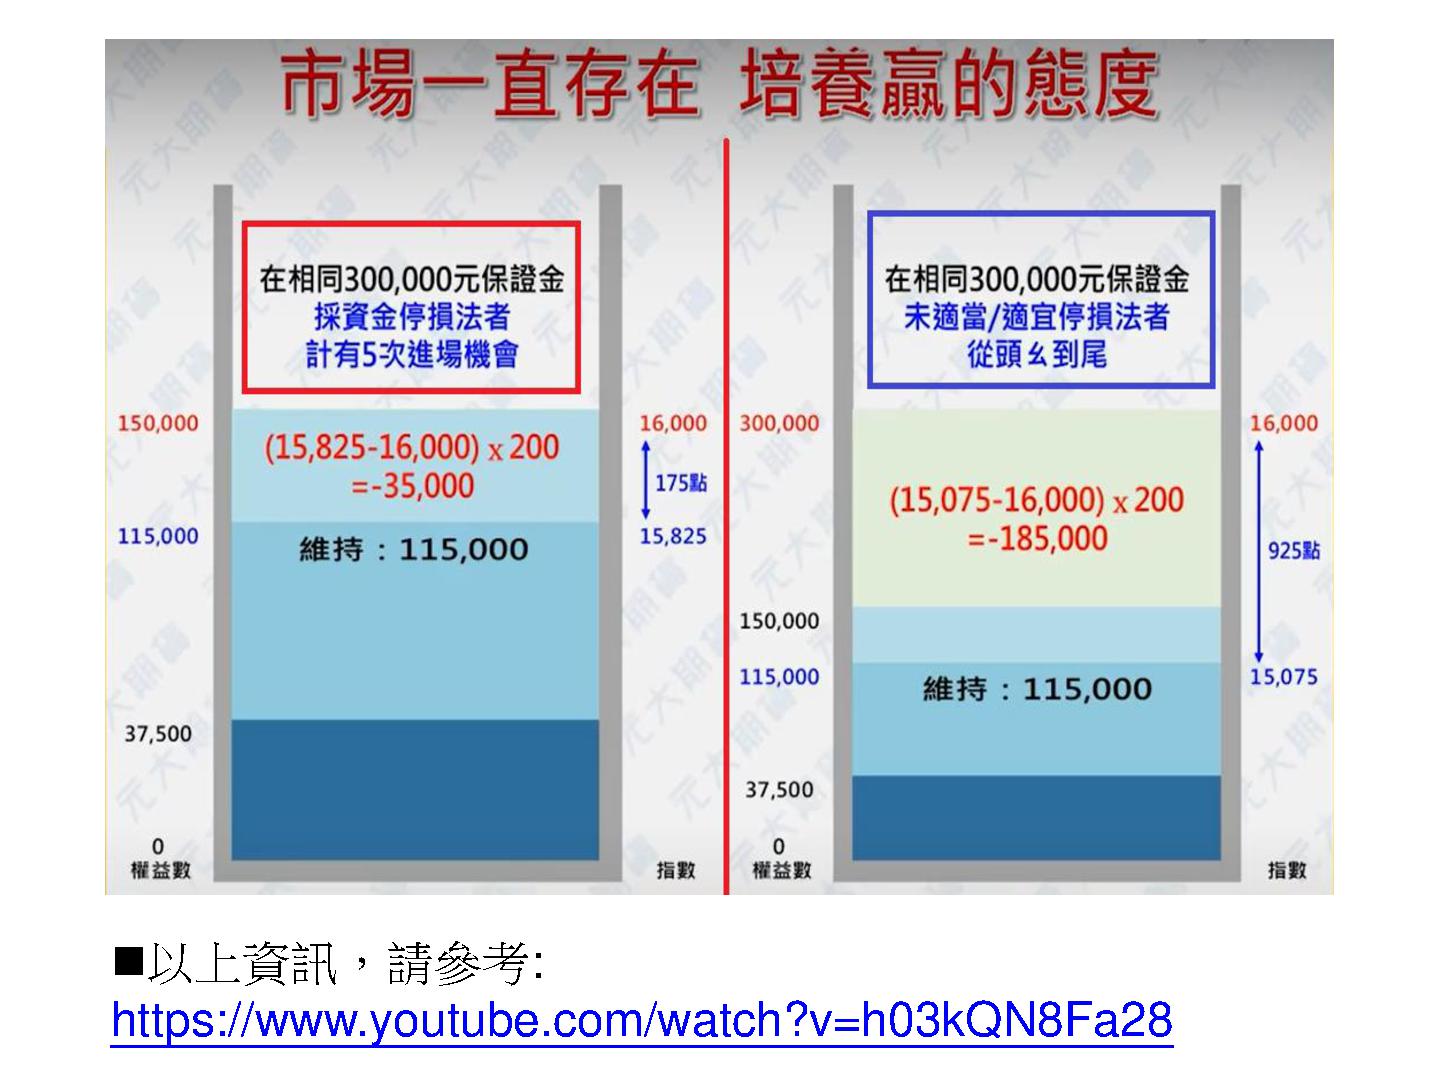 市場一直存在 培養贏的態度
在相同300,000元保證金
採資金停損法者
計有5次進場機會
150,000
(15,825-16,000) x 200
=-35,000
16,000
175點
115,000
維持：115,000
15,825
37,500
0
權益數
指數
在相同300,000元保證金
未適當/適宜停損法者
從頭ㄠ到尾
300,000
16,000
(15,075-16,000) x 200
=-185,000
925點
150,000
115,000
維持：115,000
15,075
37,500
0
權益數
指數
元大期貨
■以上資訊，請參考:
https://www.youtube.com/watch?v=h03kQN8Fa28